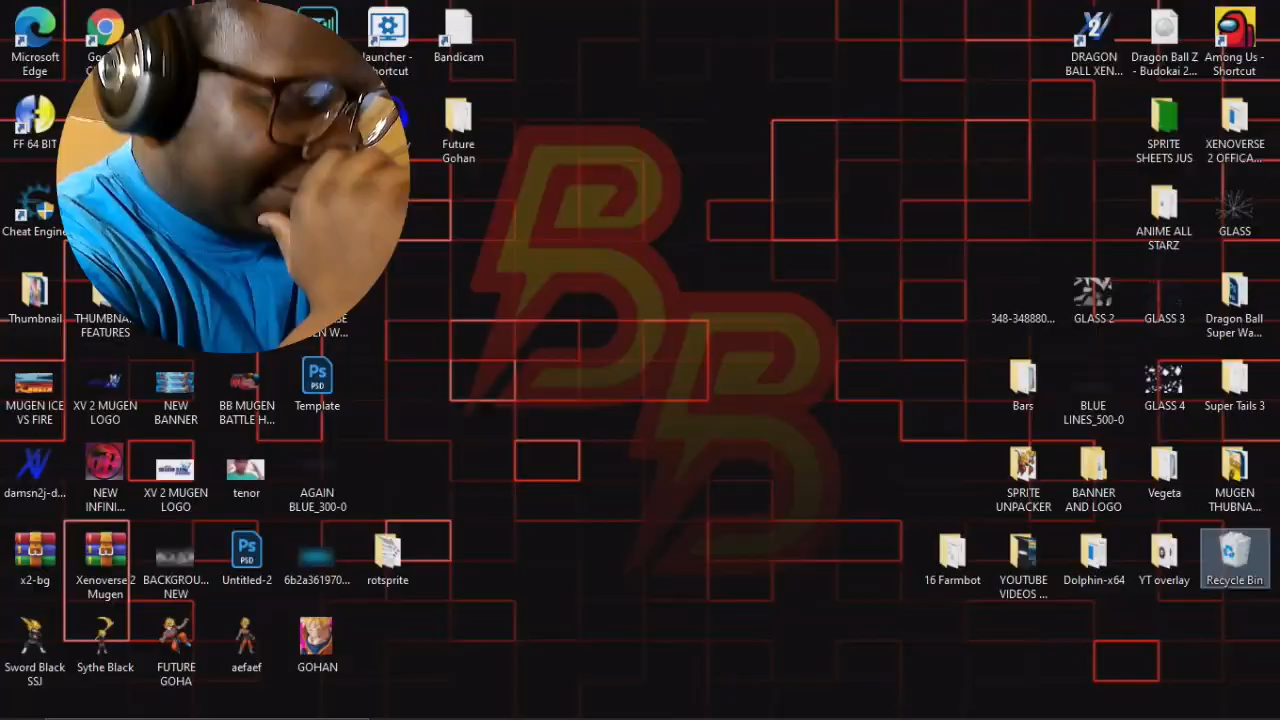 Microsoft
Edge
launcher -
Bandicam
DRAGON
BALL XEN...
Dragon Ball Z
- Budokai 2...
Among Us -
Shortcut
FF 64 BIT
Future
Gohan
SPRITE
SHEETS JUS
XENOVERSE
2 OFFICA...
Cheat Engine
ANIME ALL
STARZ
GLASS
Thumbnail
THUMBNA
FEATURES
348-348880...
GLASS 2
GLASS 3
Dragon Ball
Super Wa...
MUGEN ICE
VS FIRE
XV 2 MUGEN
LOGO
NEW
BANNER
BB MUGEN
BATTLE H...
Template
Bars
BLUE
LINES_500-0
GLASS 4
Super Tails 3
damsn2j-d...
NEW
INFINI...
XV 2 MUGEN
LOGO
tenor
AGAIN
BLUE_300-0
SPRITE
UNPACKER
BANNER
AND LOGO
Vegeta
MUGEN
THUBNA...
x2-bg
Xenoverse 2
Mugen
BACKGROU...
NEW
Untitled-2
6b2a361970...
rotsprite
16 Farmbot
YOUTUBE
VIDEOS ...
Dolphin-x64
YT overlay
Recycle Bin
Sword Black
SSJ
Sythe Black
FUTURE
GOHA
aefaef
GOHAN
Ps
PSD
Ps
PSD
BB